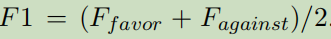 F1 = (F_{favor} + F_{against})/2.